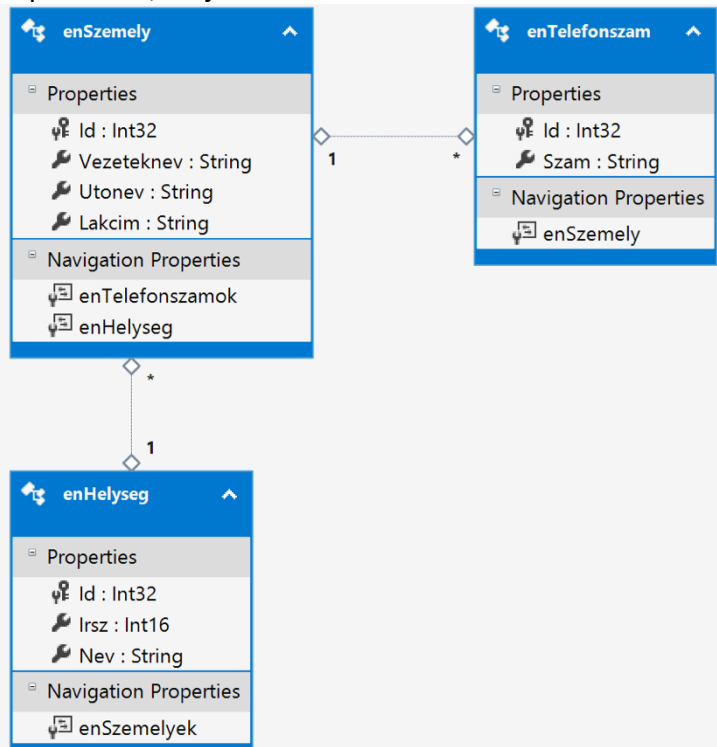 enSzemely
Properties
Id : Int32
Vezeteknev : String
Utonev : String
Lakcim : String
Navigation Properties
enTelefonszamok
enHelyseg
1
*
enTelefonszam
Properties
Id : Int32
Szam : String
Navigation Properties
enSzemely
*
1
enHelyseg
Properties
Id : Int32
Irsz : Int16
Nev : String
Navigation Properties
enSzemelyek